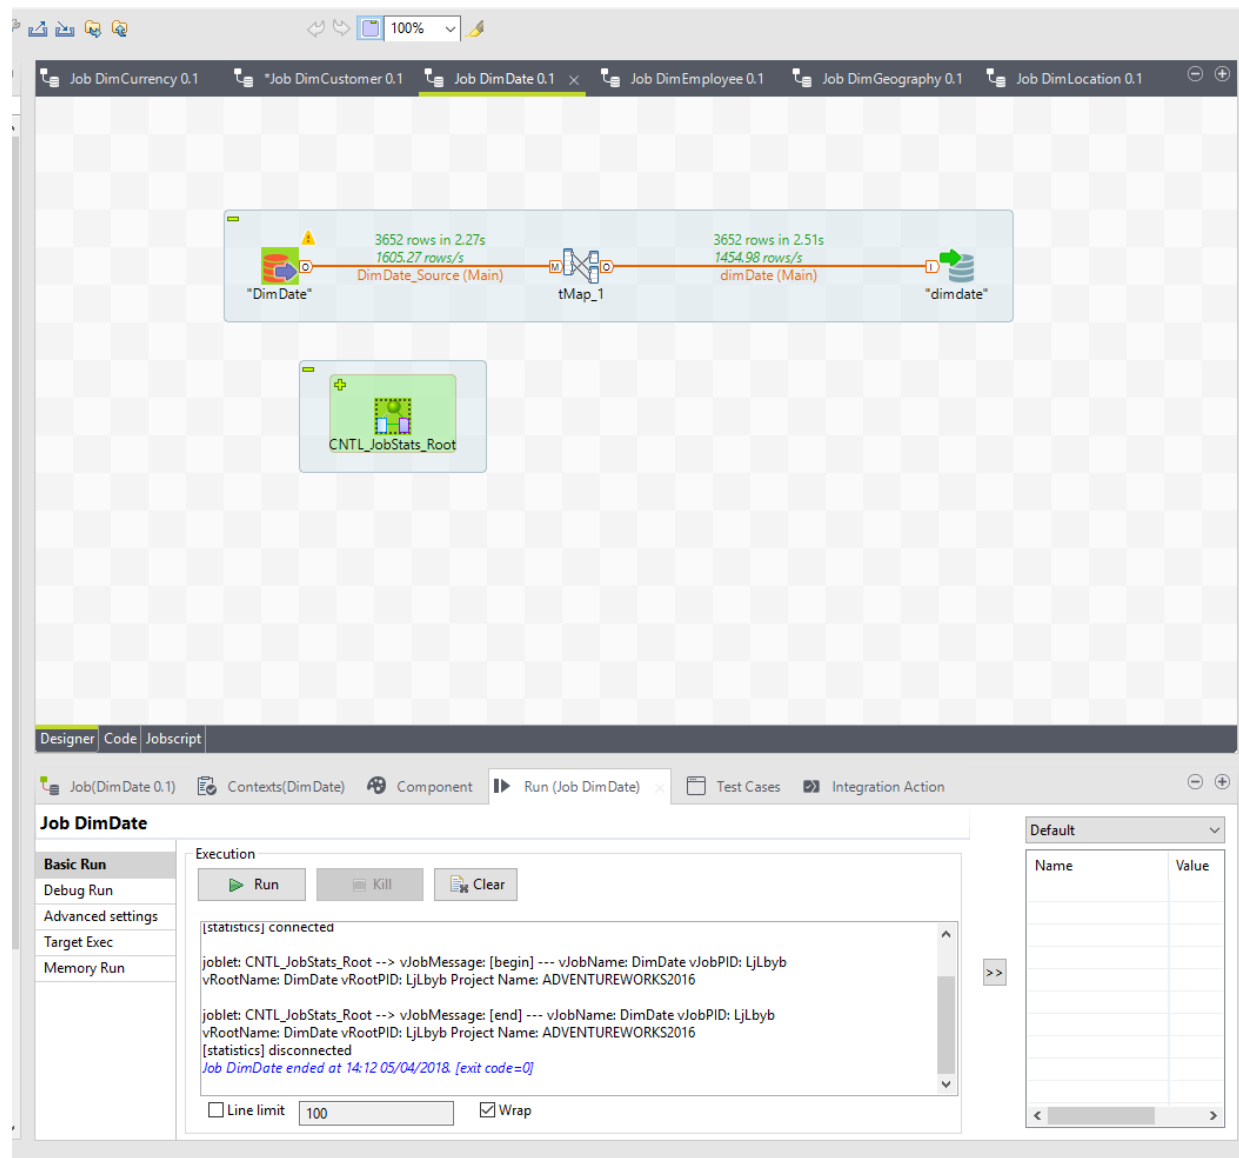 100%
Job DimCurrency 0.1
*Job DimCustomer 0.1
Job DimDate 0.1
Job DimEmployee 0.1
Job DimGeography 0.1
Job DimLocation 0.1
3652 rows in 2.27s
1605.27 rows/s
DimDate_Source (Main)
3652 rows in 2.51s
1454.98 rows/s
dimDate (Main)
O
M
O
I
"DimDate"
tMap_1
"dimdate"
CNTL_JobStats_Root
Designer
Code
Jobscript
Job(DimDate 0.1)
Contexts(DimDate)
Component
Run (Job DimDate)
Test Cases
Integration Action
Job DimDate
Default
Basic Run
Debug Run
Advanced settings
Target Exec
Memory Run
Execution
Run
Kill
Clear
[statistics] connected
joblet: CNTL_JobStats_Root --> vJobMessage: [begin] --- vJobName: DimDate vJobPID: LjLbyb
vRootName: DimDate vRootPID: LjLbyb Project Name: ADVENTUREWORKS2016
joblet: CNTL_JobStats_Root --> vJobMessage: [end] --- vJobName: DimDate vJobPID: LjLbyb
vRootName: DimDate vRootPID: LjLbyb Project Name: ADVENTUREWORKS2016
[statistics] disconnected
Job DimDate ended at 14:12 05/04/2018. [exit code=0]
Line limit
100
Wrap
>>
Name
Value